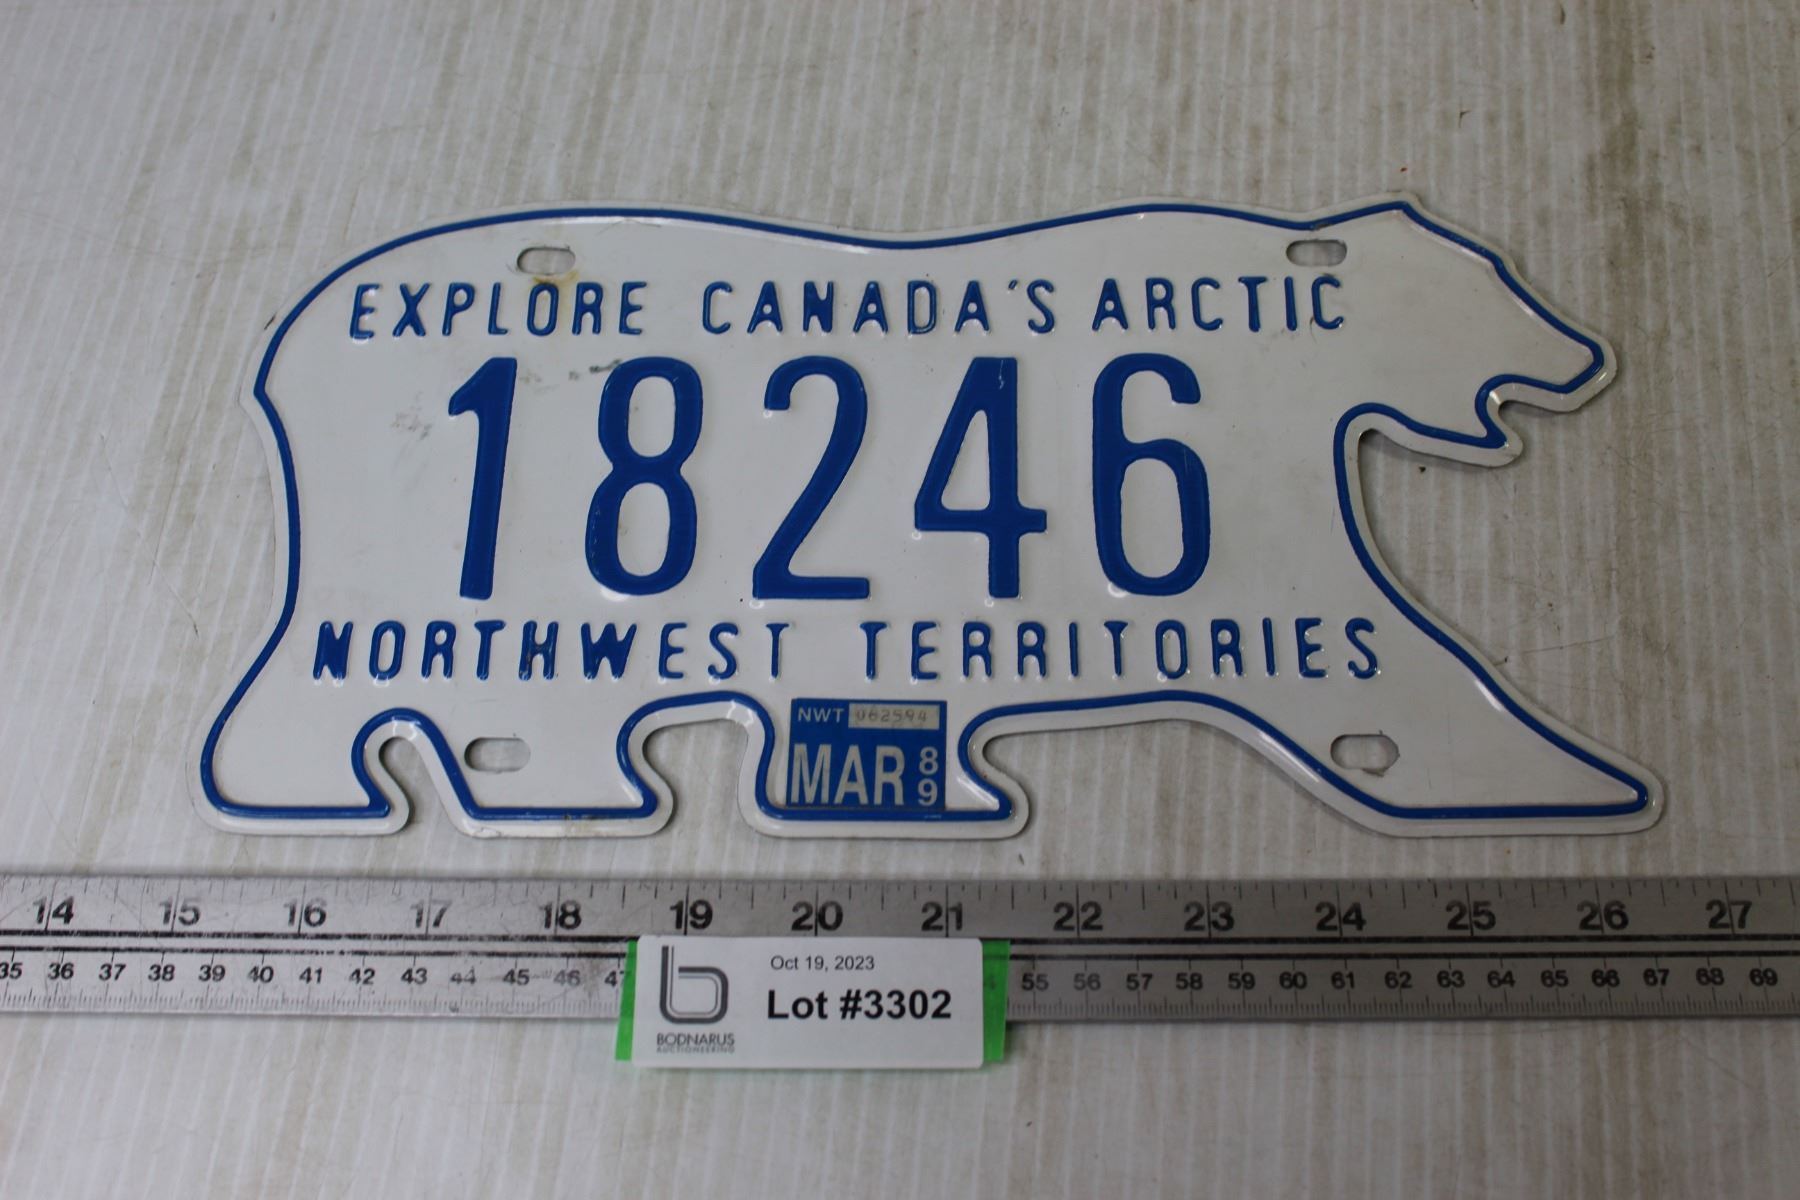 EXPLORE CANADA'S ARCTIC
18246
NORTHWEST TERRITORIES
NWT 062594
MAR 89
14 15 16 17 18 19 20 21 22 23 24 25 26 27
35 36 37 38 39 40 41 42 43 44 45 46 47 55 56 57 58 59 60 61 62 63 64 65 66 67 68 69
Oct 19, 2023
Lot #3302
BODNARUS
AUCTIONEERING